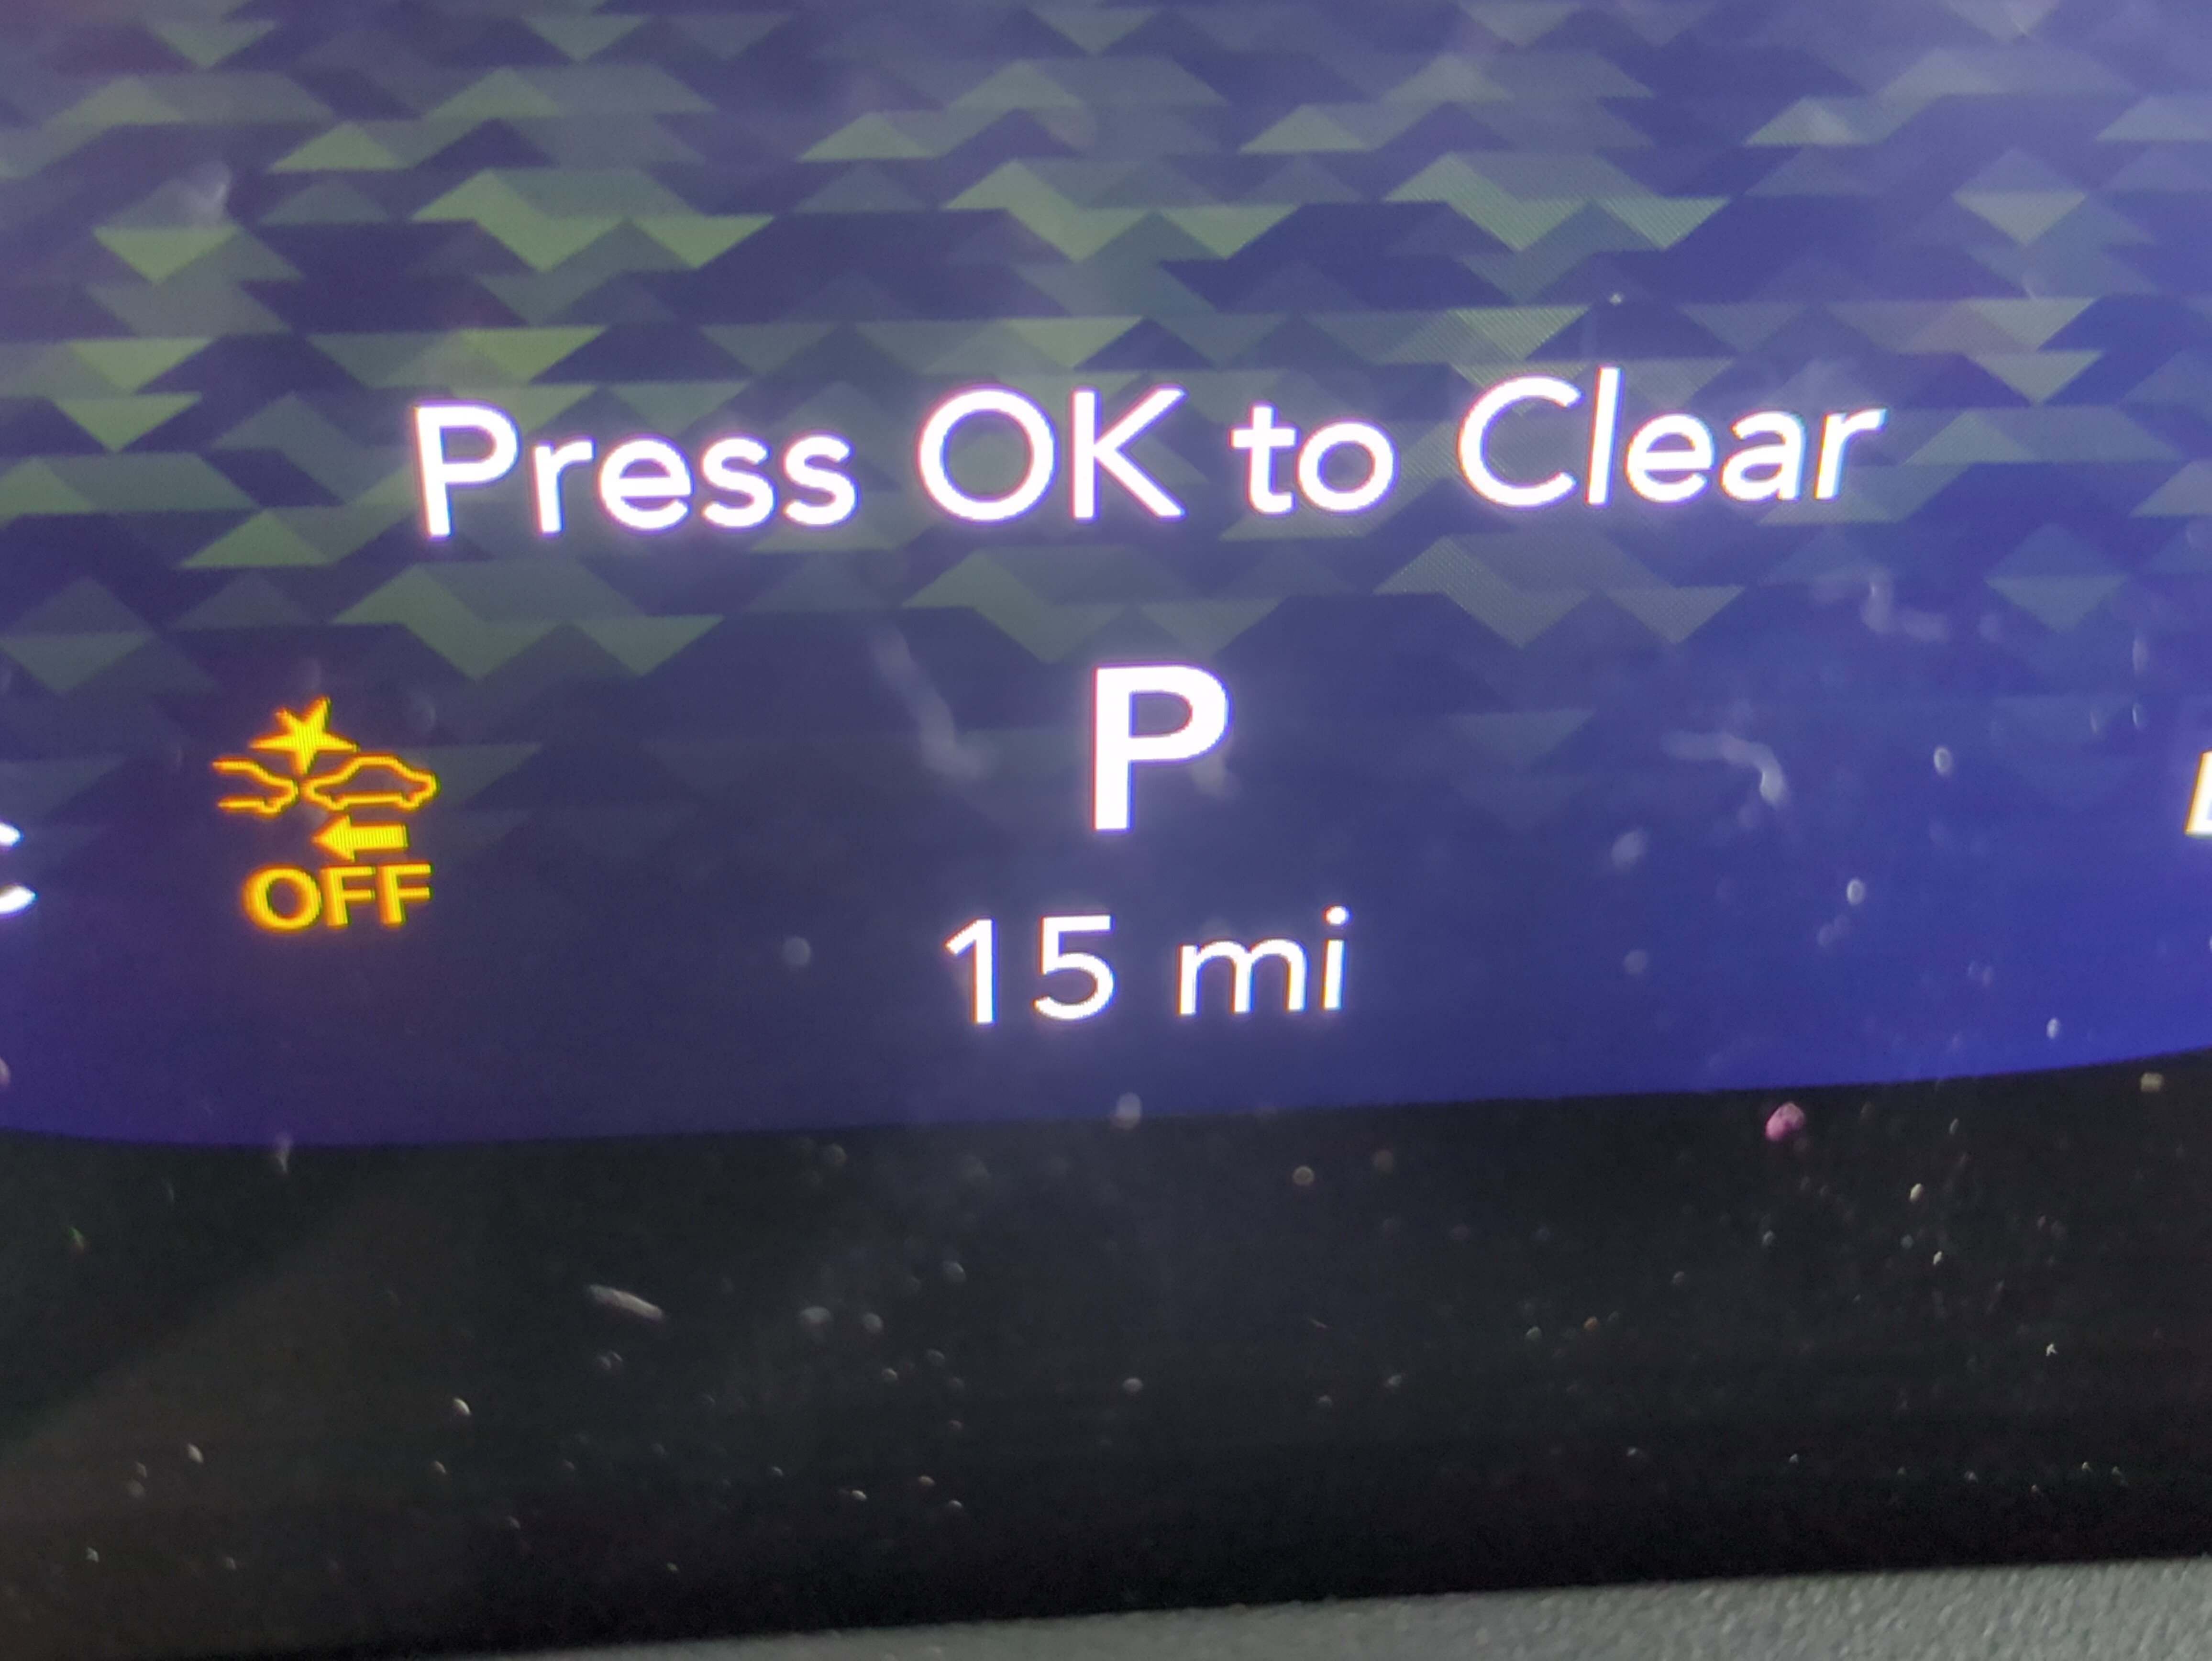 Press OK to Clear
P
OFF
15 mi